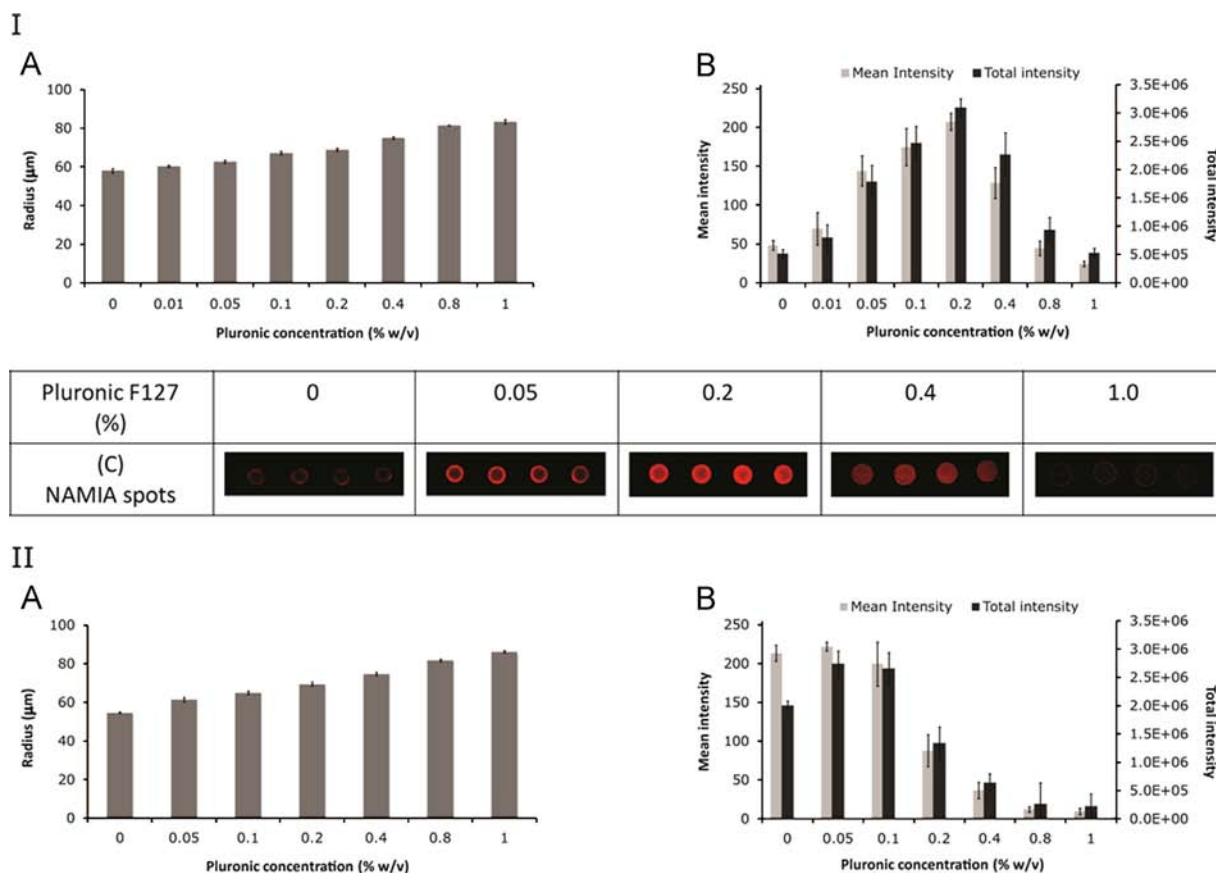 I
A
100
80
60
40
20
0
Radius (µm)
0 0.01 0.05 0.1 0.2 0.4 0.8 1
Pluronic concentration (% w/v)
B
Mean Intensity Total intensity
250
200
150
100
50
0
Mean intensity
3.5E+06
3.0E+06
2.5E+06
2.0E+06
1.5E+06
1.0E+06
5.0E+05
0.0E+00
Total intensity
0 0.01 0.05 0.1 0.2 0.4 0.8 1
Pluronic concentration (% w/v)
Pluronic F127 (%) 0 0.05 0.2 0.4 1.0
(C)
NAMIA spots
II
A
100
80
60
40
20
0
Radius (µm)
0 0.05 0.1 0.2 0.4 0.8 1
Pluronic concentration (% w/v)
B
Mean Intensity Total intensity
250
200
150
100
50
0
Mean intensity
3.5E+06
3.0E+06
2.5E+06
2.0E+06
1.5E+06
1.0E+06
5.0E+05
0.0E+00
Total intensity
0 0.05 0.1 0.2 0.4 0.8 1
Pluronic concentration (% w/v)